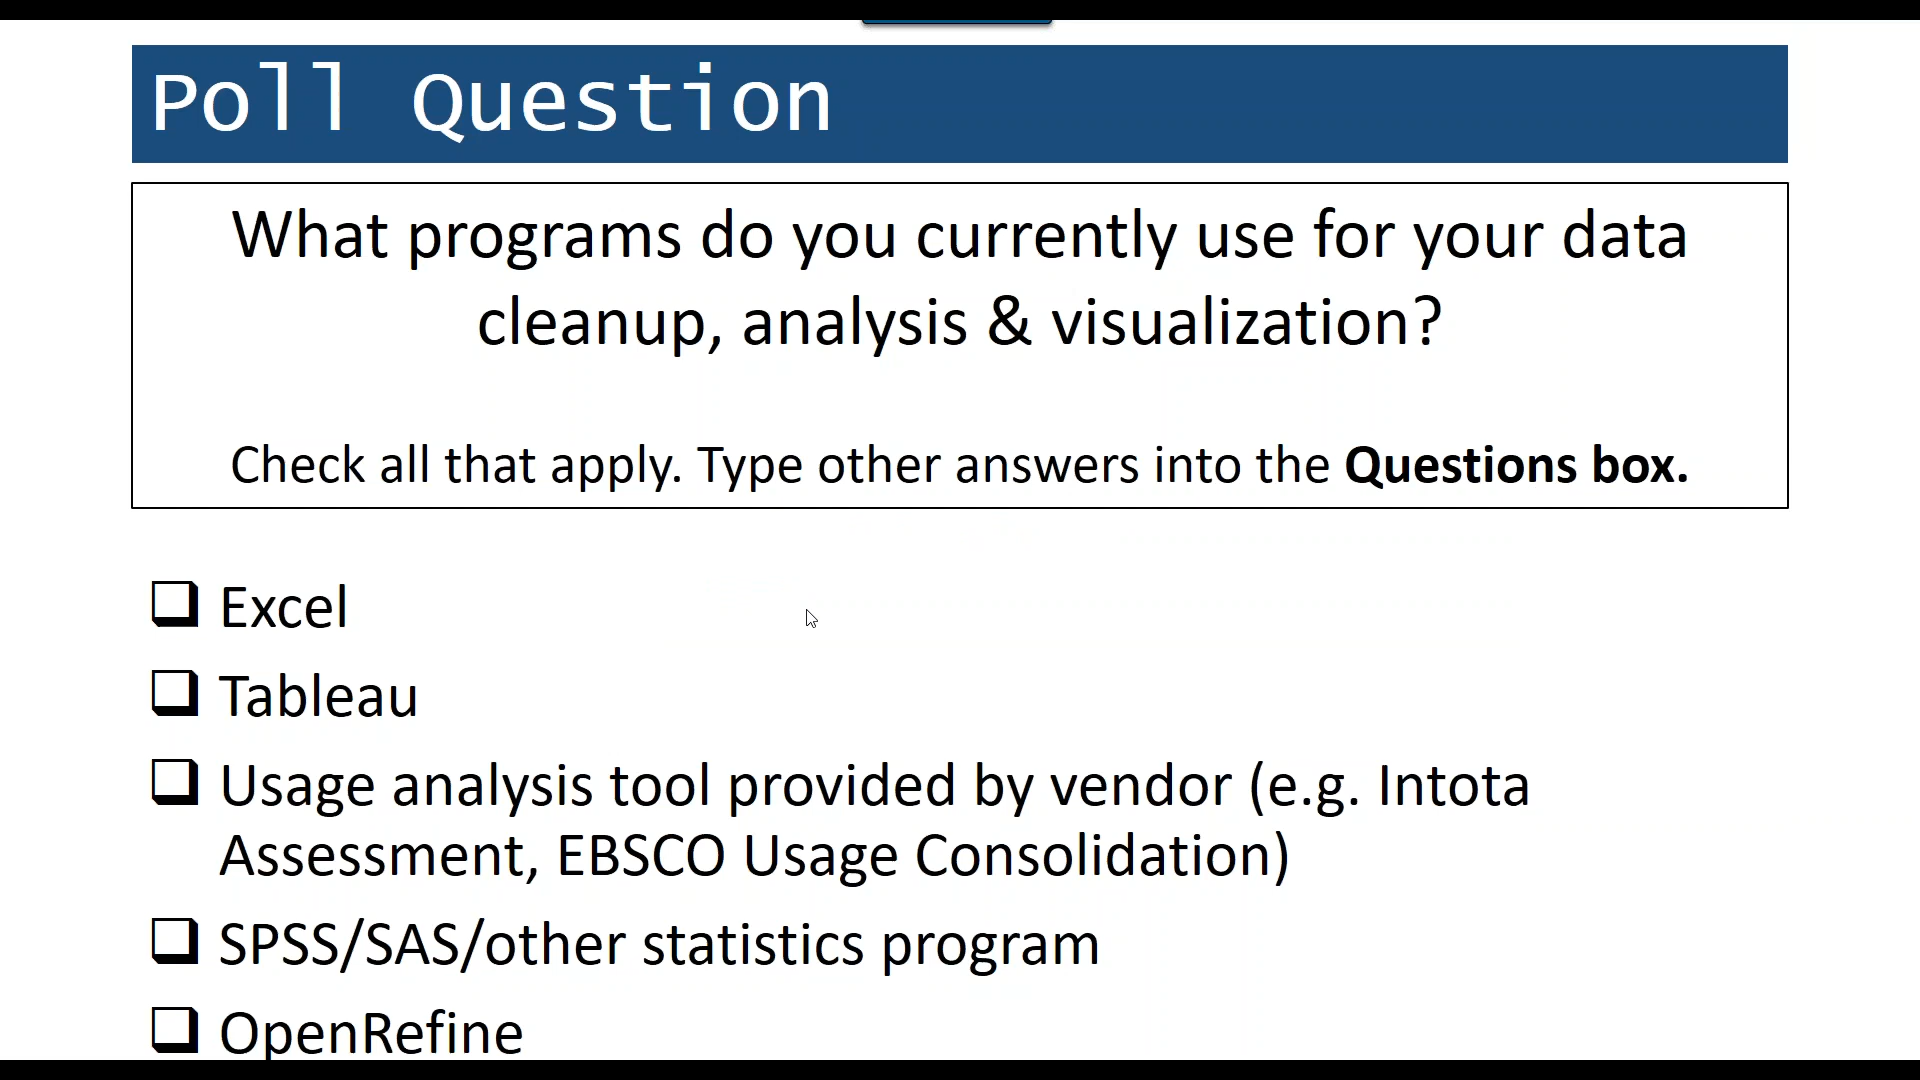 Poll Question
What programs do you currently use for your data
cleanup, analysis & visualization?
Check all that apply. Type other answers into the Questions box.
Excel
Tableau
Usage analysis tool provided by vendor (e.g. Intota
Assessment, EBSCO Usage Consolidation)
SPSS/SAS/other statistics program
OpenRefine